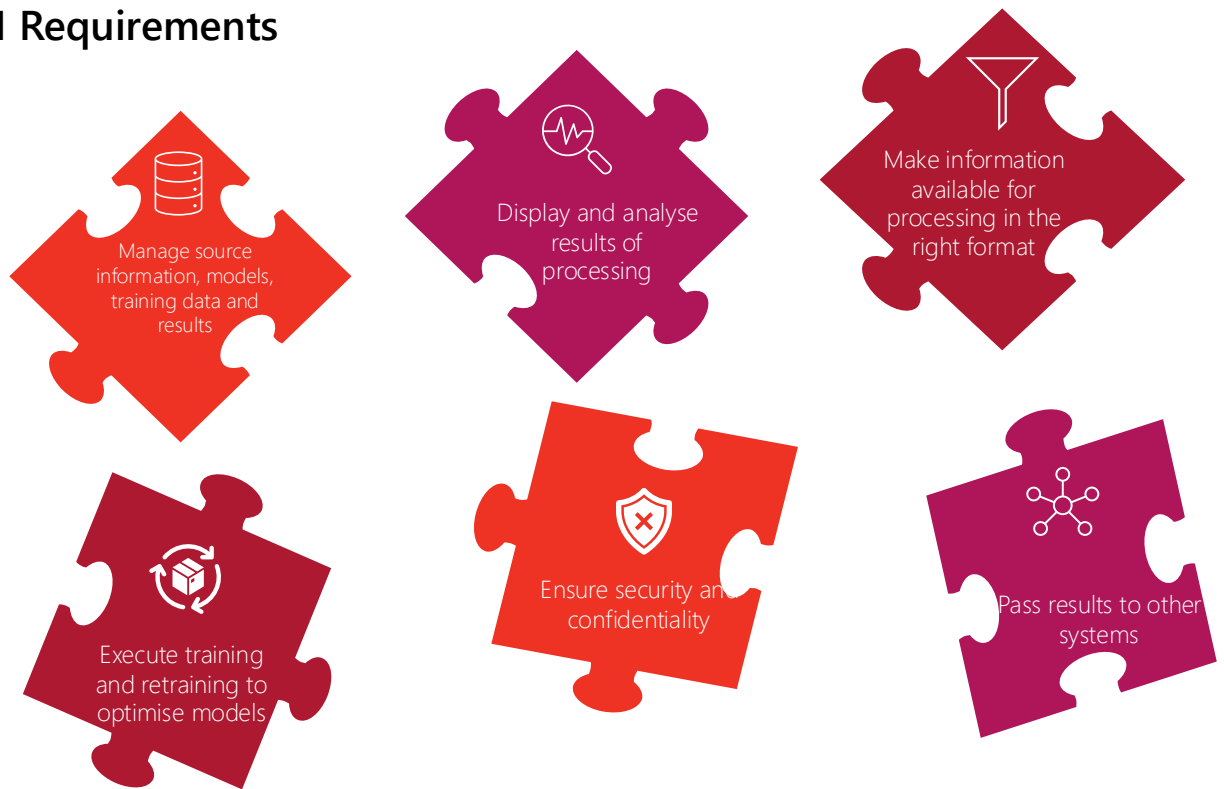 Requirements
Manage source
information, models,
training data and
results
Display and analyse
results of
processing
Make information
available for
processing in the
right format
Execute training
and retraining to
optimise models
Ensure security and
confidentiality
Pass results to other
systems